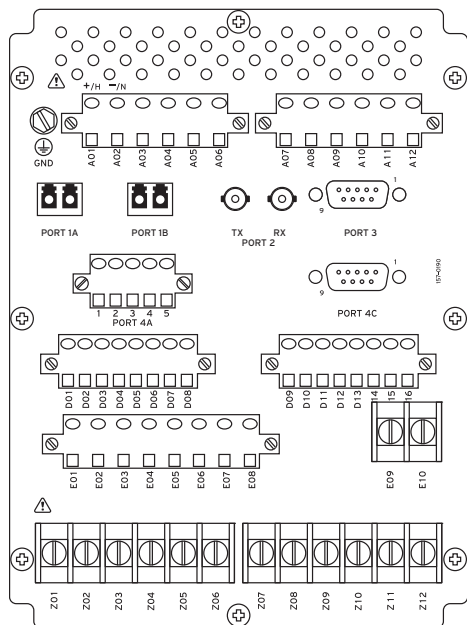 +/H −/N
A01 A02 A03 A04 A05 A06 A07 A08 A09 A10 A11 A12
GND
PORT 1A PORT 1B TX RX PORT 3
PORT 2
9 1
157-0190
1 2 3 4 5
PORT 4A
9 1
PORT 4C
D01 D02 D03 D04 D05 D06 D07 D08 D09 D10 D11 D12 D13 14 15 16
E01 E02 E03 E04 E05 E06 E07 E08 E09 E10
Z01 Z02 Z03 Z04 Z05 Z06 Z07 Z08 Z09 Z10 Z11 Z12